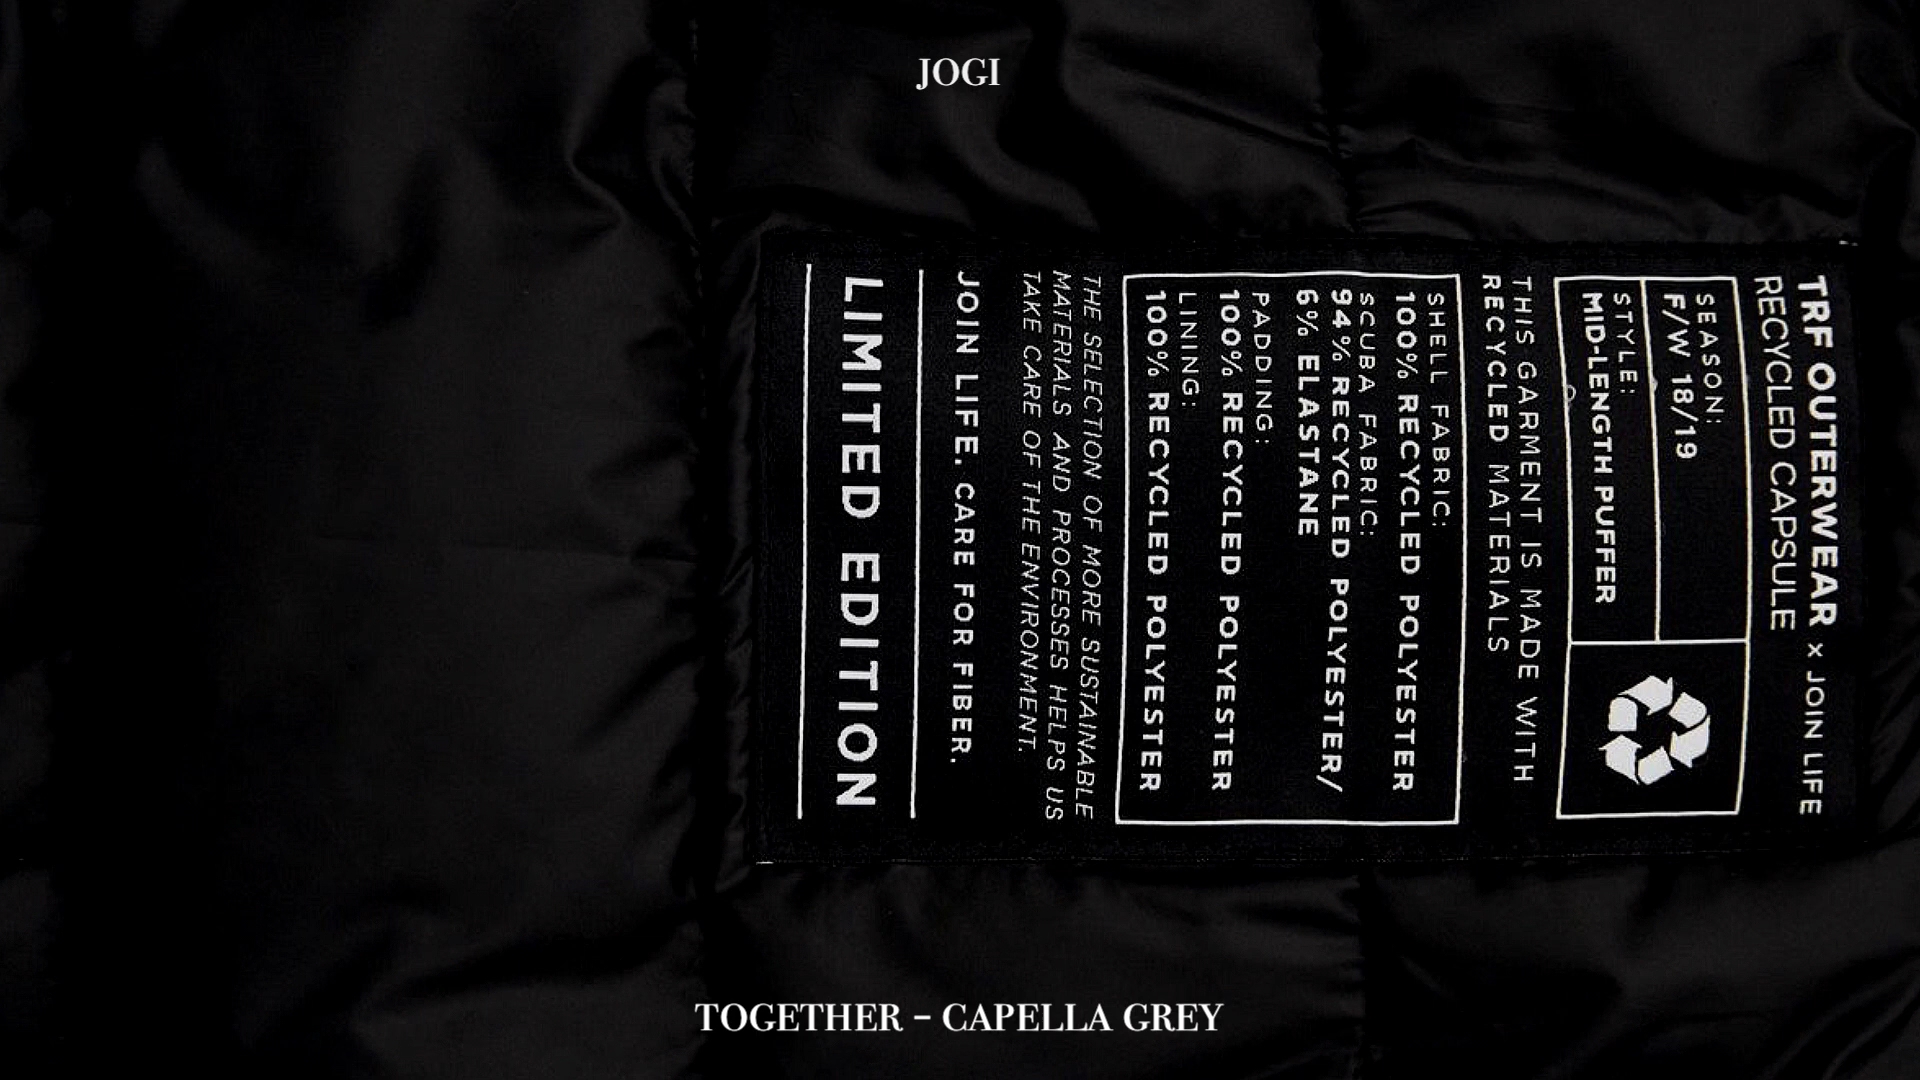 JOGI
TRF OUTERWEAR x JOIN LIFE
RECYCLED CAPSULE
SEASON:
F/W 18/19
STYLE:
MID-LENGTH PUFFER
THIS GARMENT IS MADE WITH
RECYCLED MATERIALS
SHELL FABRIC:
100% RECYCLED POLYESTER
SCUBA FABRIC:
94% RECYCLED POLYESTER/
6% ELASTANE
PADDING:
100% RECYCLED POLYESTER
LINING:
100% RECYCLED POLYESTER
THE SELECTION OF MORE SUSTAINABLE
MATERIALS AND PROCESSES HELPS US
TAKE CARE OF THE ENVIRONMENT.
JOIN LIFE. CARE FOR FIBER.
LIMITED EDITION
TOGETHER – CAPELLA GREY